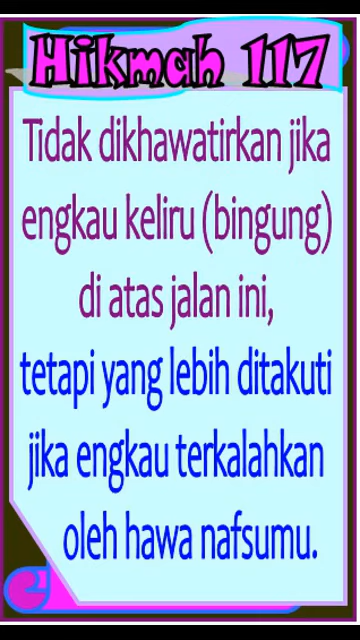 Hikmah 117
Tidak dikhawatirkan jika
engkau keliru (bingung)
di atas jalan ini,
tetapi yang lebih ditakuti
jika engkau terkalahkan
oleh hawa nafsumu.